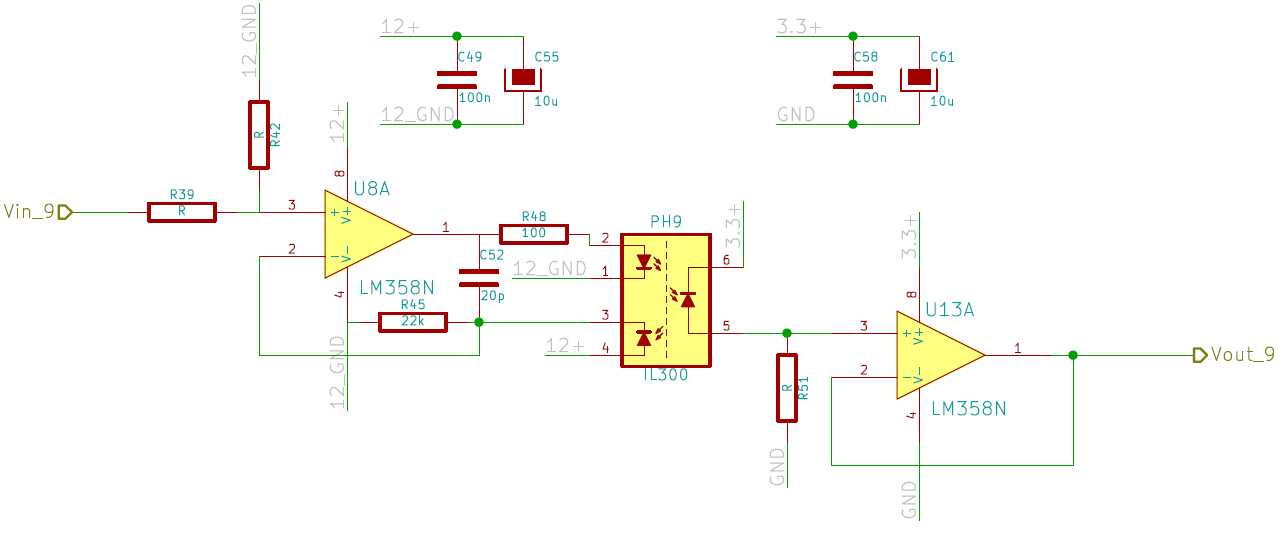 12_GND
12+
C49
100n
C55
10u
12_GND
3.3+
C58
100n
C61
10u
GND
R
R42
12+
8
U8A
Vin_9
R39
R
3
+
V+
2
−
V−
1
4
LM358N
R48
100
C52
20p
R45
22k
12_GND
12_GND
PH9
2
1
3
4
12+
6
5
IL300
3.3+
R
R51
GND
3.3+
8
U13A
3
+
V+
2
−
V−
1
4
LM358N
GND
Vout_9